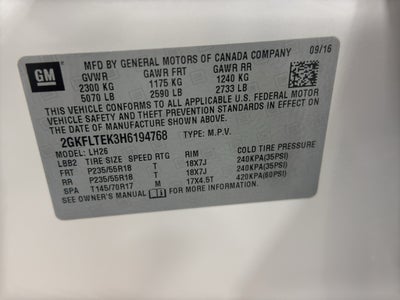 GM
MFD BY GENERAL MOTORS OF CANADA COMPANY 09/16
GVWR GAWR FRT GAWR RR
2300 KG 1175 KG 1240 KG
5070 LB 2590 LB 2733 LB
THIS VEHICLE CONFORMS TO ALL APPLICABLE U.S. FEDERAL MOTOR
VEHICLE SAFETY AND THEFT PREVENTION STANDARDS IN EFFECT ON THE
DATE OF MANUFACTURE SHOWN ABOVE.
2GKFLTEK3H6194768 TYPE: M.P.V.
MODEL: LH26
LBB2 TIRE SIZE SPEED RTG RIM COLD TIRE PRESSURE
FRT P235/55R18 T 18X7J 240KPA(35PSI)
RR P235/55R18 T 18X7J 240KPA(35PSI)
SPA T145/70R17 M 17X4.5T 420KPA(60PSI)
SEE OWNER'S MANUAL FOR MORE INFORMATION.